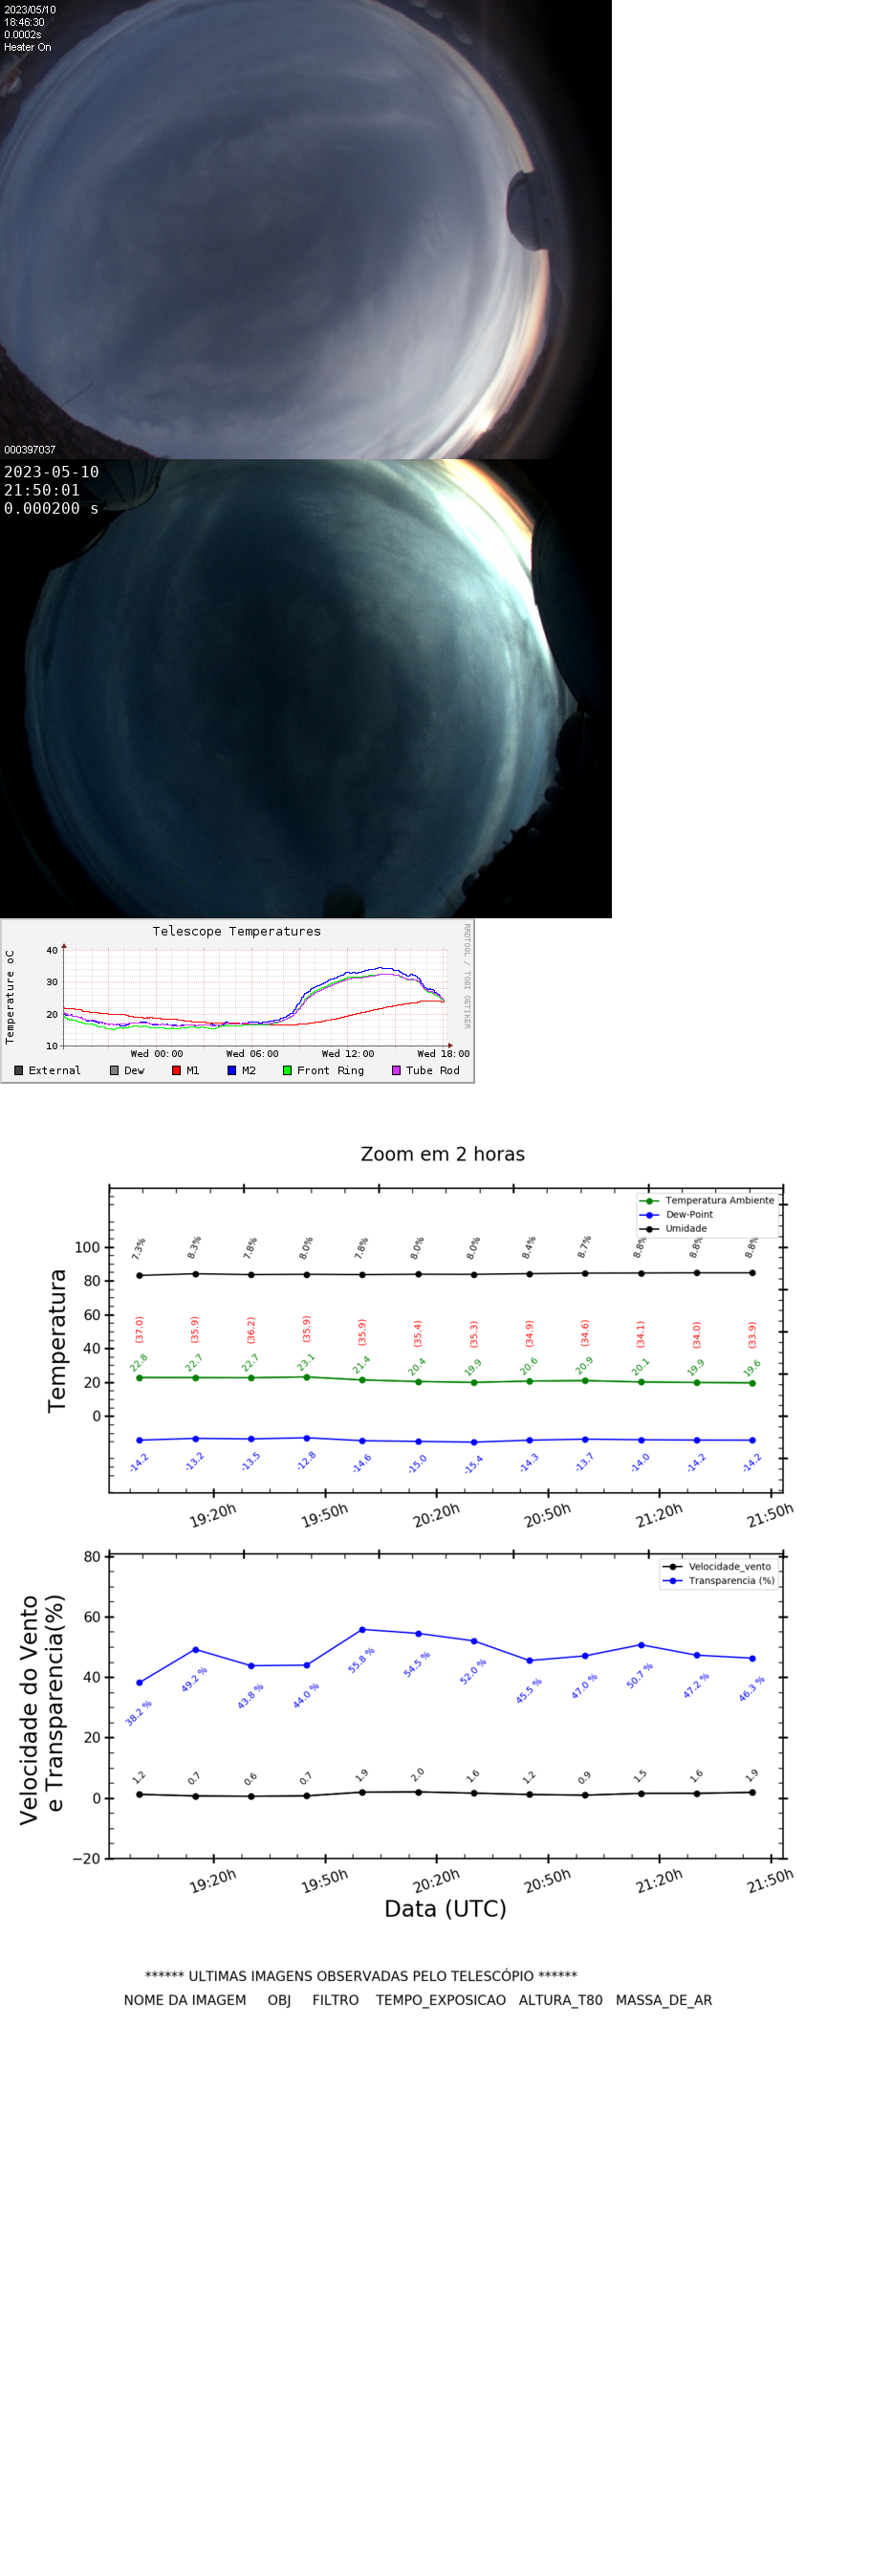 2023/05/10
18:46:30
0.0002s
Heater On
000397037
2023-05-10
21:50:01
0.000200 s
Telescope Temperatures
RRDTOOL / TOBI OETIKER
Temperature oC
40
30
20
10
Wed 00:00 Wed 06:00 Wed 12:00 Wed 18:00
External Dew M1 M2 Front Ring Tube Rod
Zoom em 2 horas
Temperatura Ambiente
Dew-Point
Umidade
Temperatura
100
80
60
40
20
0
7.3% 8.3% 7.8% 8.0% 7.8% 8.0% 8.0% 8.4% 8.7% 8.8% 8.8% 8.8%
(37.0) (35.9) (36.2) (35.9) (35.9) (35.4) (35.3) (34.9) (34.6) (34.1) (34.0) (33.9)
22.8 22.7 22.7 23.1 21.4 20.4 19.9 20.6 20.9 20.1 19.9 19.6
-14.2 -13.2 -13.5 -12.8 -14.6 -15.0 -15.4 -14.3 -13.7 -14.0 -14.2 -14.2
19:20h 19:50h 20:20h 20:50h 21:20h 21:50h
Velocidade_vento
Transparencia (%)
Velocidade do Vento
e Transparencia(%)
80
60
40
20
0
−20
38.2 % 49.2 % 43.8 % 44.0 % 55.8 % 54.5 % 52.0 % 45.5 % 47.0 % 50.7 % 47.2 % 46.3 %
1.2 0.7 0.6 0.7 1.9 2.0 1.6 1.2 0.9 1.5 1.6 1.9
19:20h 19:50h 20:20h 20:50h 21:20h 21:50h
Data (UTC)
****** ULTIMAS IMAGENS OBSERVADAS PELO TELESCÓPIO ******
NOME DA IMAGEM OBJ FILTRO TEMPO_EXPOSICAO ALTURA_T80 MASSA_DE_AR